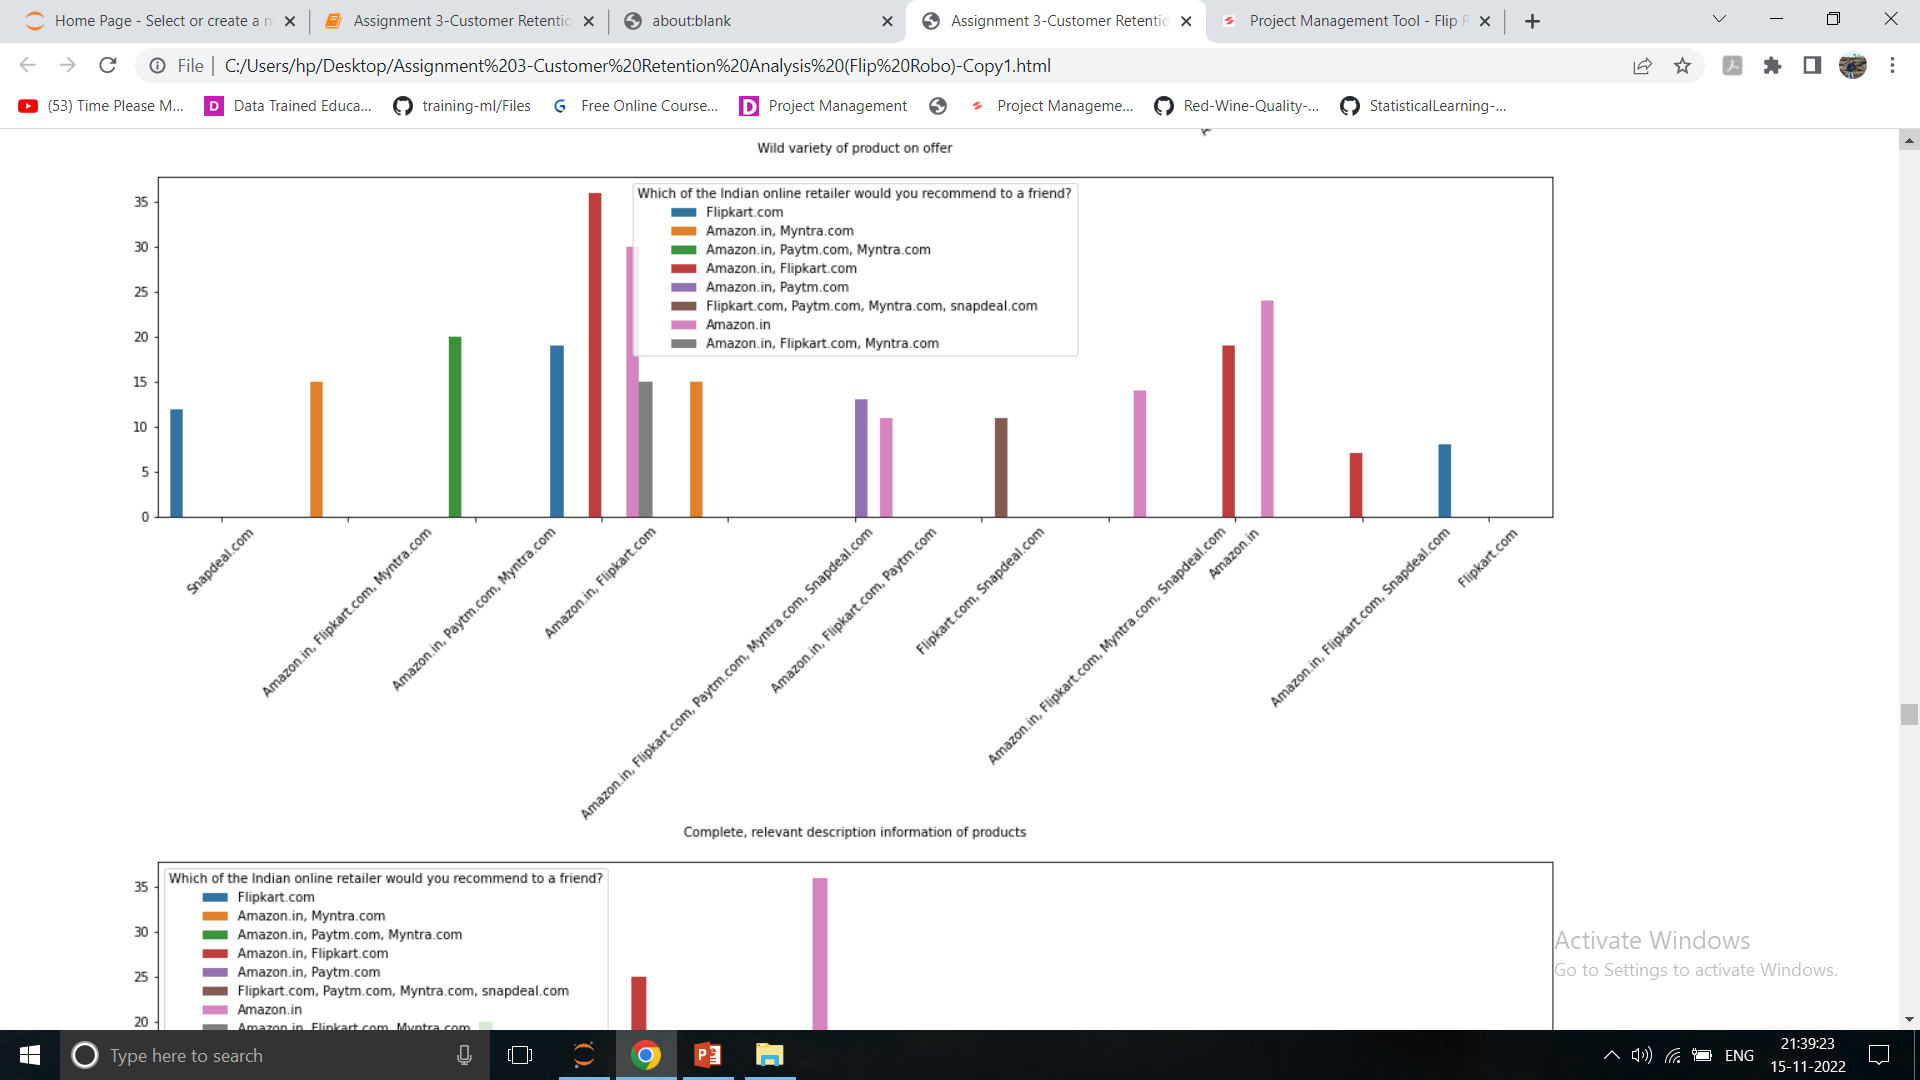 Home Page - Select or create a n
Assignment 3-Customer Retentio
about:blank
Assignment 3-Customer Retentio
Project Management Tool - Flip R
File
C:/Users/hp/Desktop/Assignment%203-Customer%20Retention%20Analysis%20(Flip%20Robo)-Copy1.html
(53) Time Please M...
Data Trained Educa...
training-ml/Files
Free Online Course...
Project Management
Project Manageme...
Red-Wine-Quality-...
StatisticalLearning-...
Wild variety of product on offer
35
30
25
20
15
10
5
0
Which of the Indian online retailer would you recommend to a friend?
Flipkart.com
Amazon.in, Myntra.com
Amazon.in, Paytm.com, Myntra.com
Amazon.in, Flipkart.com
Amazon.in, Paytm.com
Flipkart.com, Paytm.com, Myntra.com, snapdeal.com
Amazon.in
Amazon.in, Flipkart.com, Myntra.com
Snapdeal.com
Amazon.in, Flipkart.com, Myntra.com
Amazon.in, Paytm.com, Myntra.com
Amazon.in, Flipkart.com
Amazon.in, Flipkart.com, Paytm.com, Myntra.com, Snapdeal.com
Amazon.in, Flipkart.com, Paytm.com
Flipkart.com, Snapdeal.com
Amazon.in, Flipkart.com, Myntra.com, Snapdeal.com
Amazon.in
Amazon.in, Flipkart.com, Snapdeal.com
Flipkart.com
Complete, relevant description information of products
35
30
25
20
Which of the Indian online retailer would you recommend to a friend?
Flipkart.com
Amazon.in, Myntra.com
Amazon.in, Paytm.com, Myntra.com
Amazon.in, Flipkart.com
Amazon.in, Paytm.com
Flipkart.com, Paytm.com, Myntra.com, snapdeal.com
Amazon.in
Amazon.in, Flipkart.com, Myntra.com
Activate Windows
Go to Settings to activate Windows.
Type here to search
ENG
21:39:23
15-11-2022